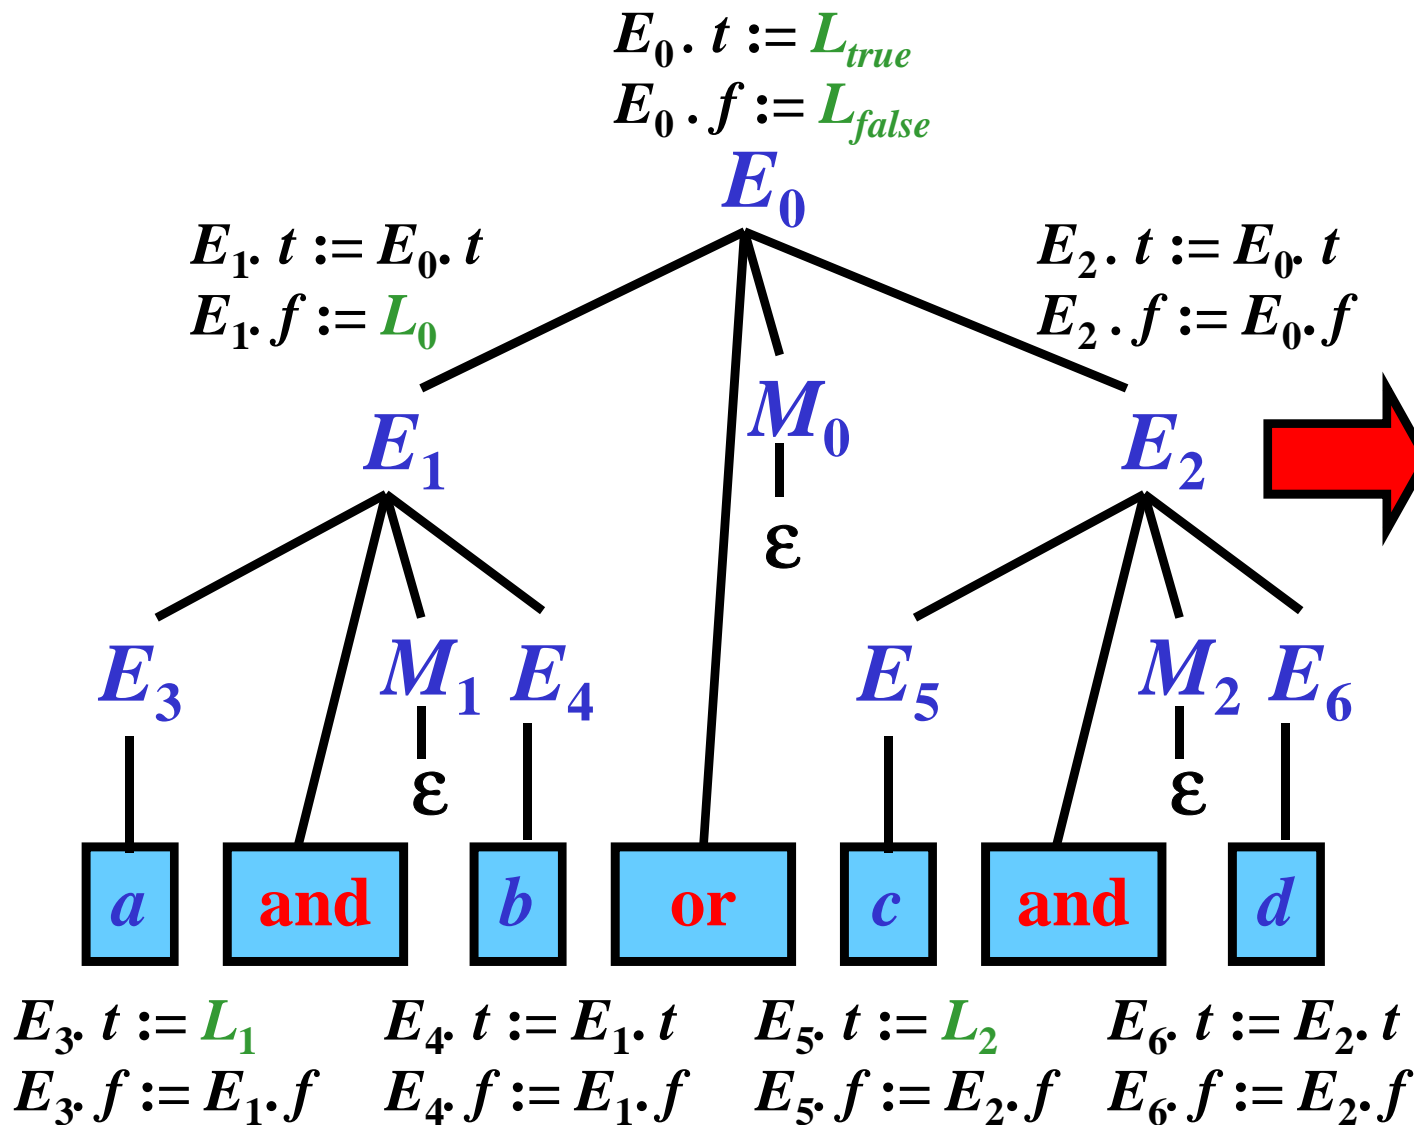 E₀. t := L_true
E₀. f := L_false
E₀
E₁. t := E₀. t
E₁. f := L₀
E₂. t := E₀. t
E₂. f := E₀. f
E₁
M₀
E₂
ε
E₃
M₁
E₄
E₅
M₂
E₆
ε
ε
a and b or c and d
E₃. t := L₁
E₃. f := E₁. f
E₄. t := E₁. t
E₄. f := E₁. f
E₅. t := L₂
E₅. f := E₂. f
E₆. t := E₂. t
E₆. f := E₂. f